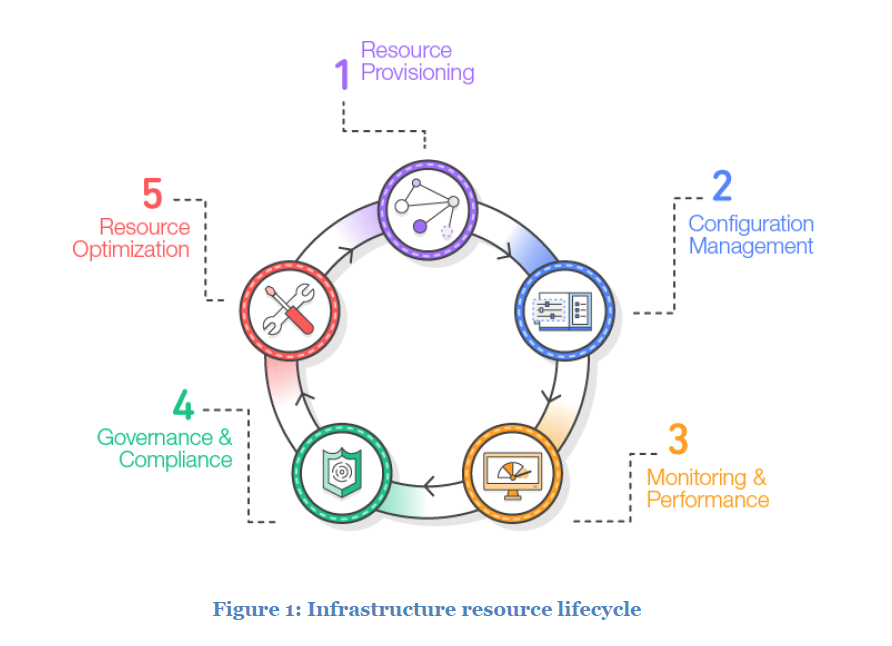 1
Resource
Provisioning
2
Configuration
Management
3
Monitoring &
Performance
4
Governance &
Compliance
5
Resource
Optimization
Figure 1: Infrastructure resource lifecycle